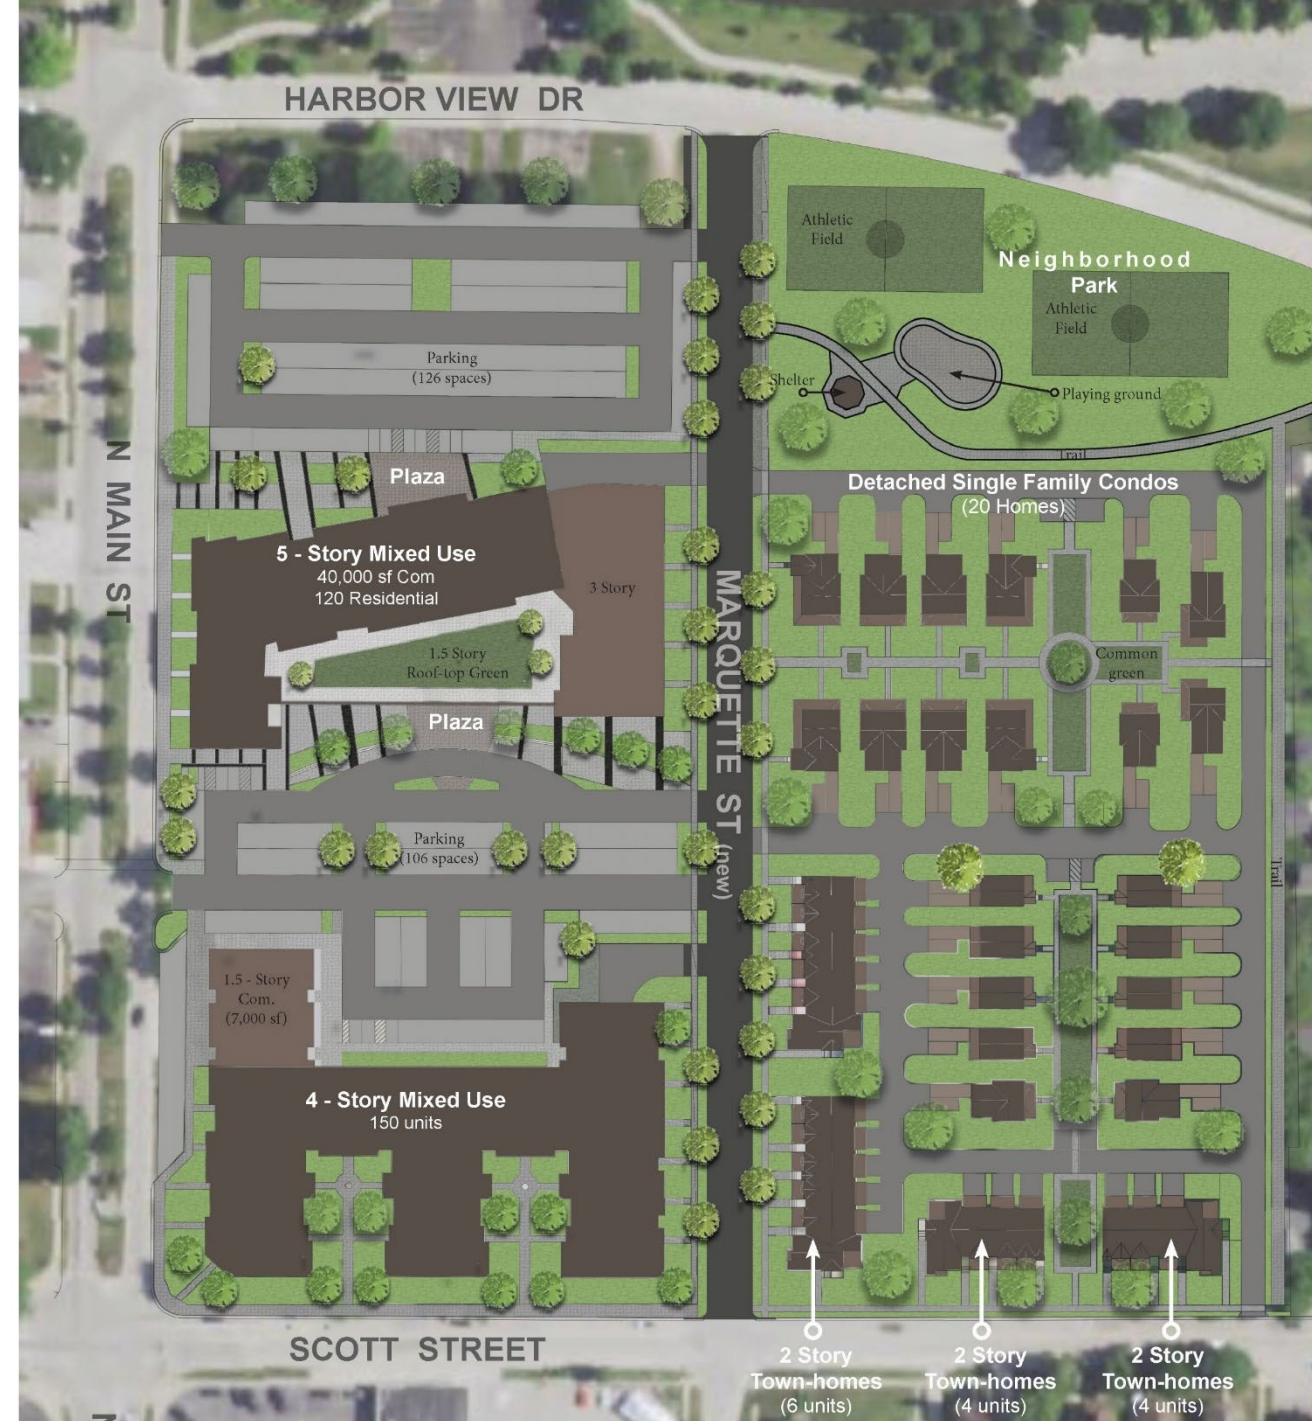 HARBOR VIEW DR
Athletic
Field
Neighborhood
Park
Athletic
Field
Parking
(126 spaces)
Shelter
Playing ground
Trail
N MAIN ST
Plaza
Detached Single Family Condos
(20 Homes)
5 - Story Mixed Use
40,000 sf Com
120 Residential
3 Story
1.5 Story
Roof-top Green
Common
green
MARQUETTE ST (new)
Plaza
Parking
(106 spaces)
Trail
1.5 - Story
Com.
(7,000 sf)
4 - Story Mixed Use
150 units
SCOTT STREET
2 Story
Town-homes
(6 units)
2 Story
Town-homes
(4 units)
2 Story
Town-homes
(4 units)
N